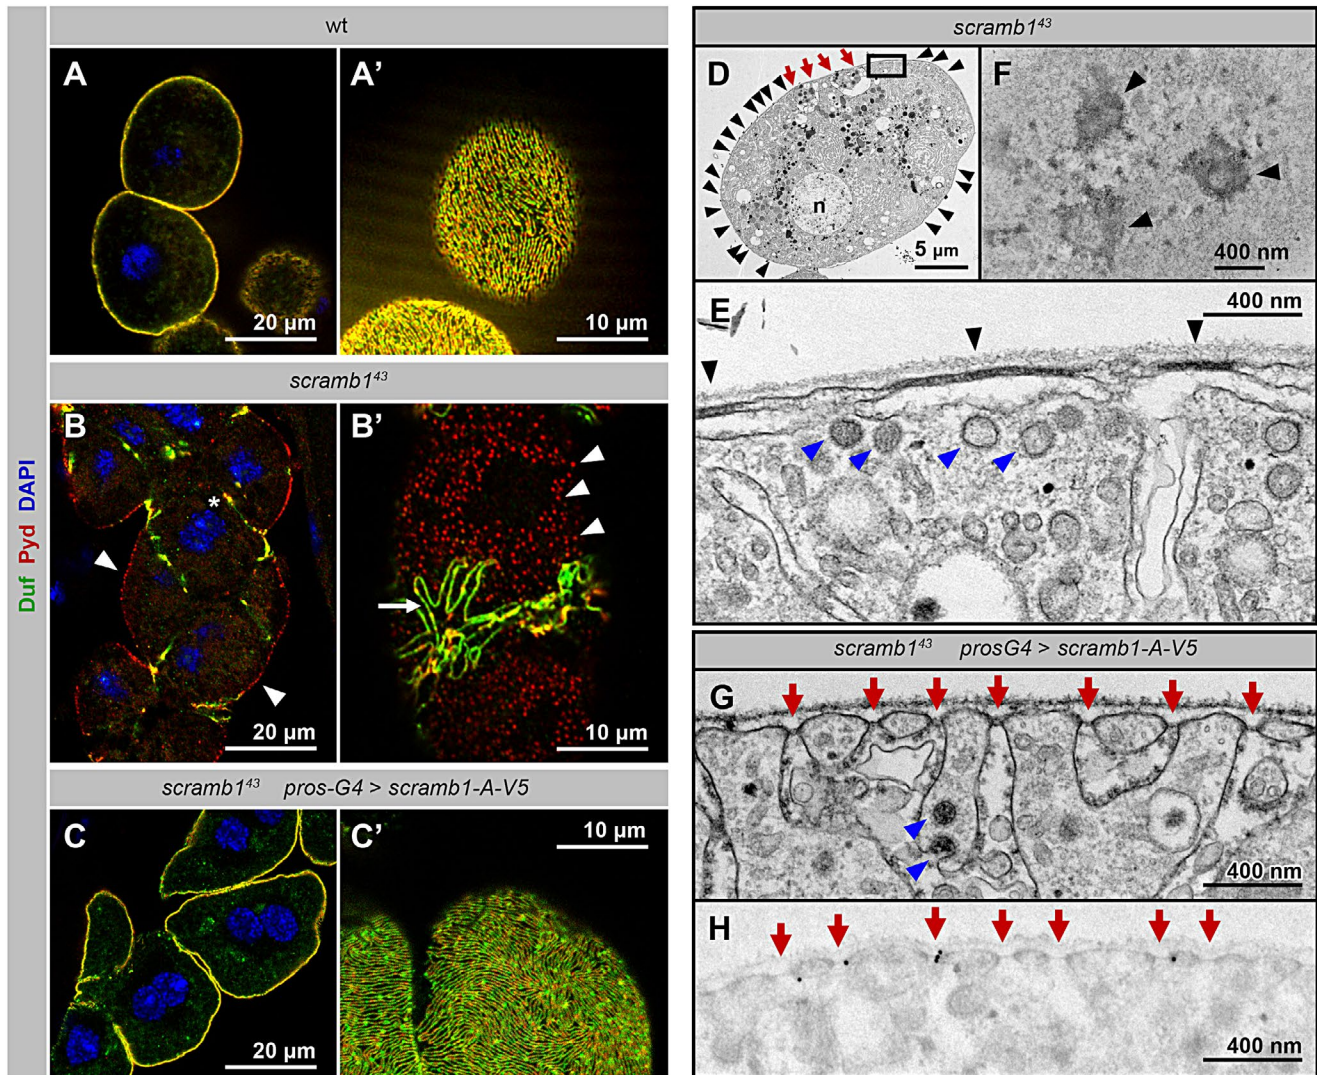 Duf Pyd DAPI
wt
A
20 µm
A’
10 µm
scramb1⁴³
B
*
20 µm
B’
10 µm
scramb1⁴³ pros-G4 > scramb1-A-V5
C
20 µm
C’
10 µm
scramb1⁴³
D
n
5 µm
F
400 nm
E
400 nm
scramb1⁴³ prosG4 > scramb1-A-V5
G
400 nm
H
400 nm